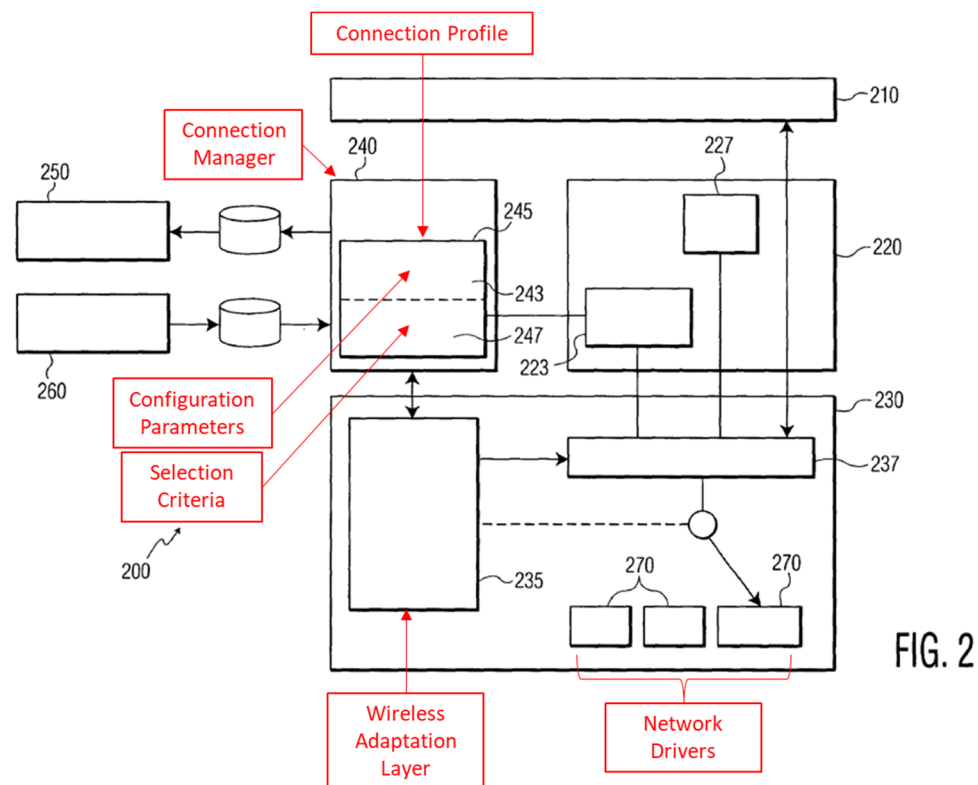 Connection Profile
210
Connection
Manager
240
227
250
245
220
243
247
223
260
230
Configuration
Parameters
237
Selection
Criteria
200
235
270
270
FIG. 2
Wireless
Adaptation
Layer
Network
Drivers